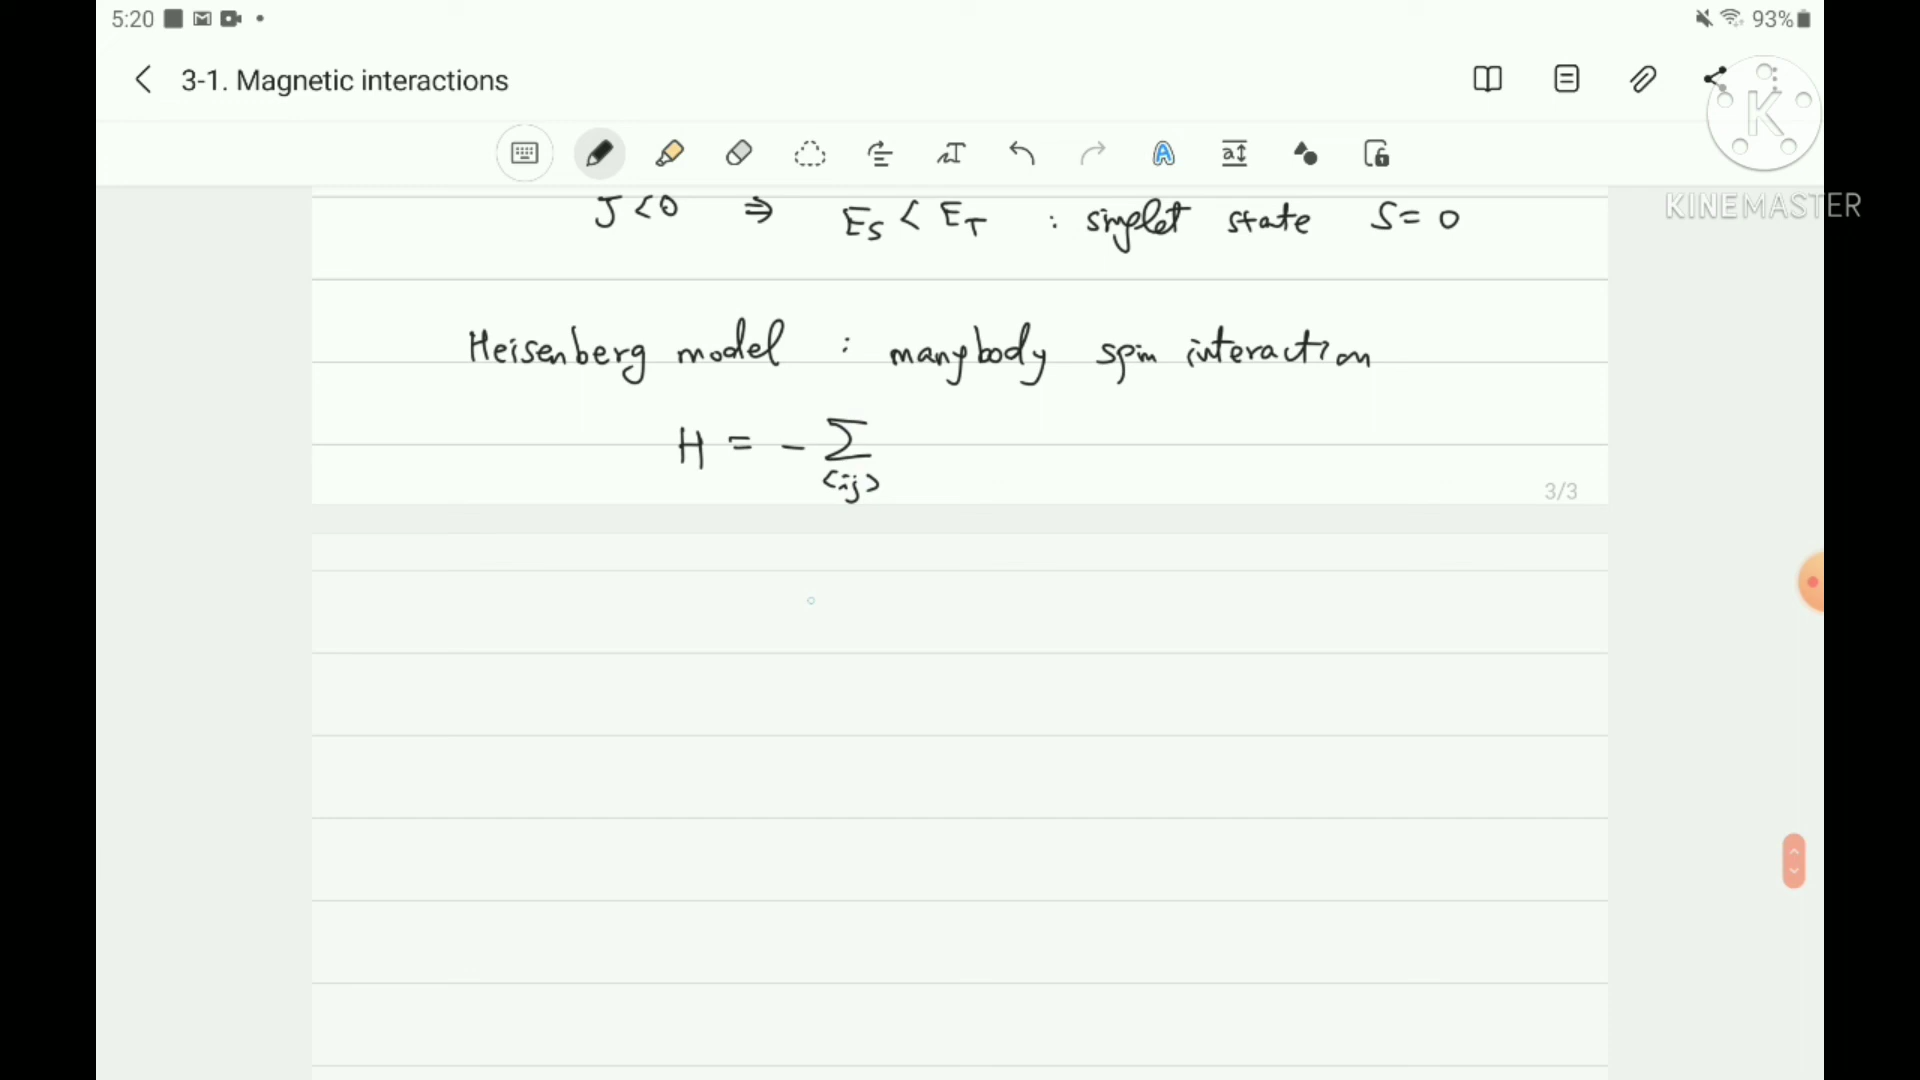 5:20 93%
3-1. Magnetic interactions
KINEMASTER
J < 0 ⇒ E_S < E_T : singlet state S = 0
Heisenberg model : manybody spin interaction
H = - Σ
<ij>
3/3